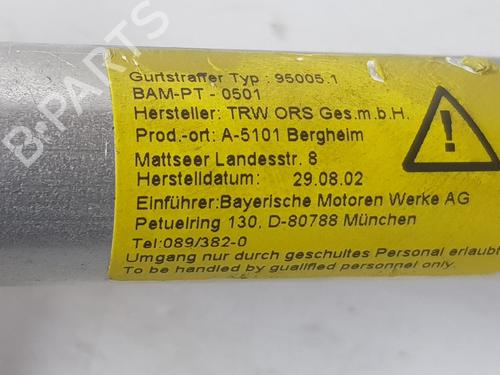 Gurtstraffer Typ : 95005.1
BAM-PT - 0501
Hersteller: TRW ORS Ges.m.b.H.
Prod.-ort: A-5101 Bergheim
Mattseer Landesstr. 8
Herstelldatum: 29.08.02
Einführer:Bayerische Motoren Werke AG
Petuelring 130, D-80788 München
Tel:089/382-0
Umgang nur durch geschultes Personal erlaubt
To be handled by qualified personnel only.
B-PARTS